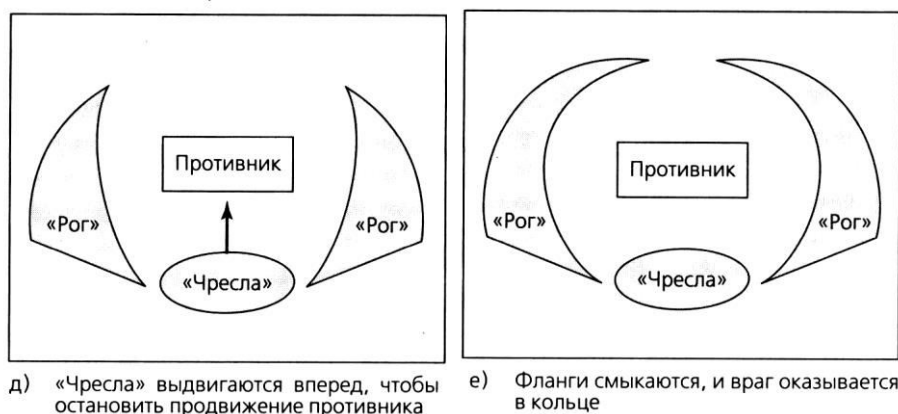 Противник
«Рог»
«Рог»
«Чресла»
д) «Чресла» выдвигаются вперед, чтобы
остановить продвижение противника
Противник
«Рог»
«Рог»
«Чресла»
е) Фланги смыкаются, и враг оказывается
в кольце